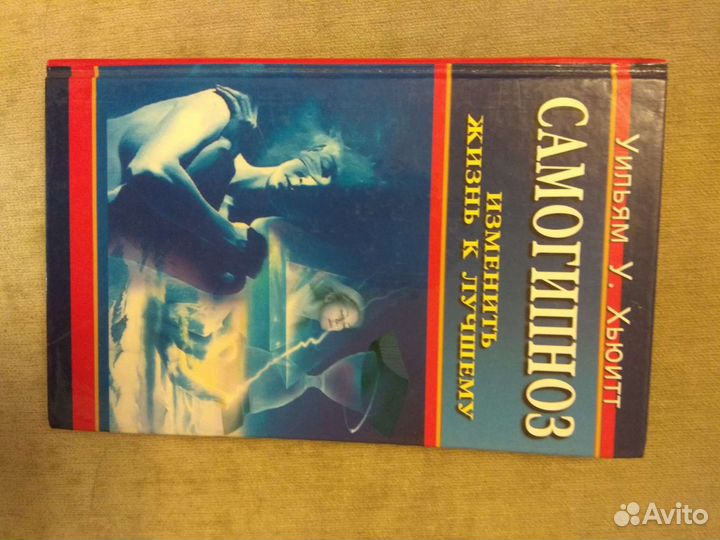 Уильям У. Хьюитт
САМОГИПНОЗ
ИЗМЕНИТЬ
ЖИЗНЬ К ЛУЧШЕМУ
Avito